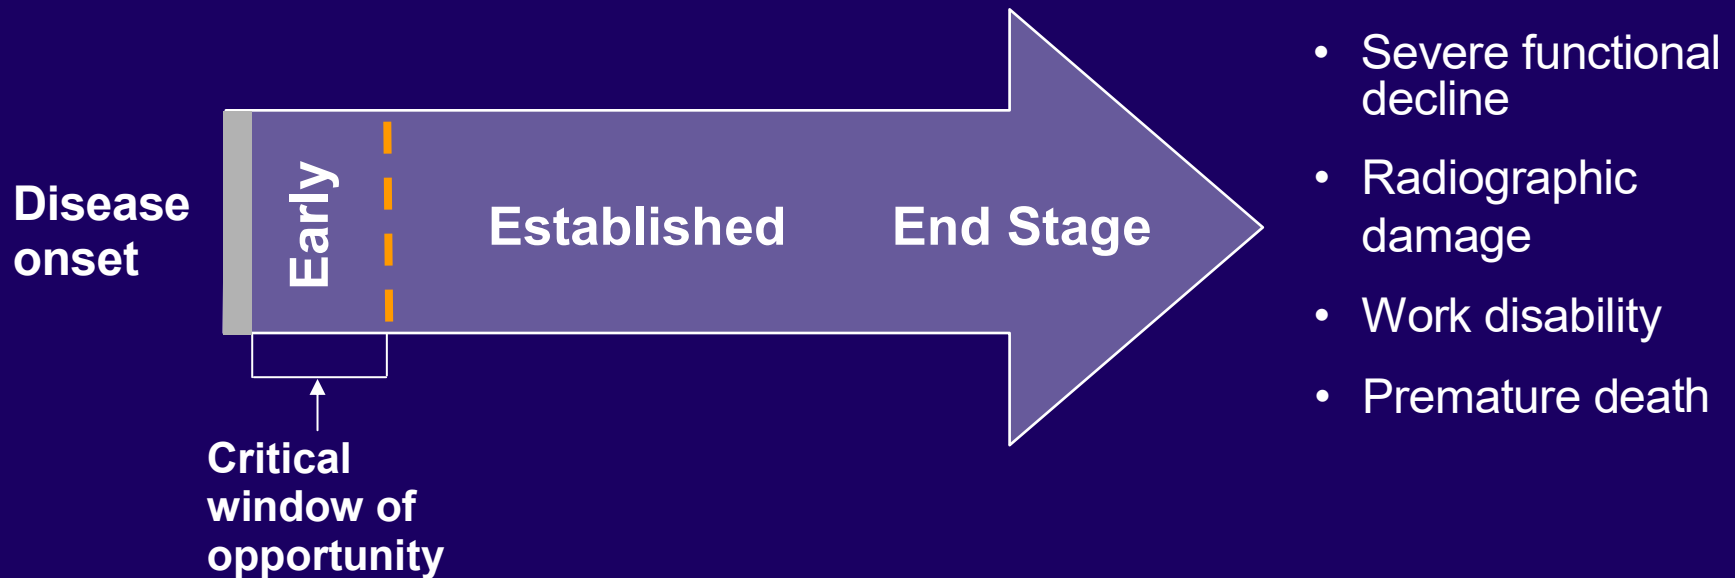 Disease
onset
Early
Established
End Stage
Critical
window of
opportunity
• Severe functional
decline
• Radiographic
damage
• Work disability
• Premature death